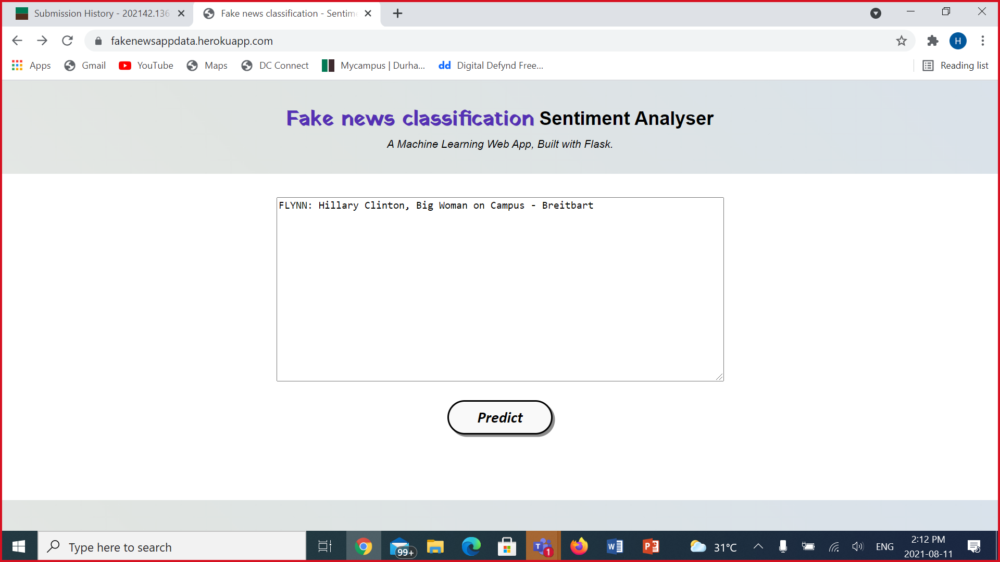 Submission History - 202142.136
Fake news classification - Sentime
fakenewsappdata.herokuapp.com
H
Apps
Gmail
YouTube
Maps
DC Connect
Mycampus | Durha...
dd
Digital Defynd Free...
Reading list
Fake news classification Sentiment Analyser
A Machine Learning Web App, Built with Flask.
FLYNN: Hillary Clinton, Big Woman on Campus - Breitbart
Predict
Type here to search
99+
T
1
W
P
31°C
ENG
2:12 PM
2021-08-11